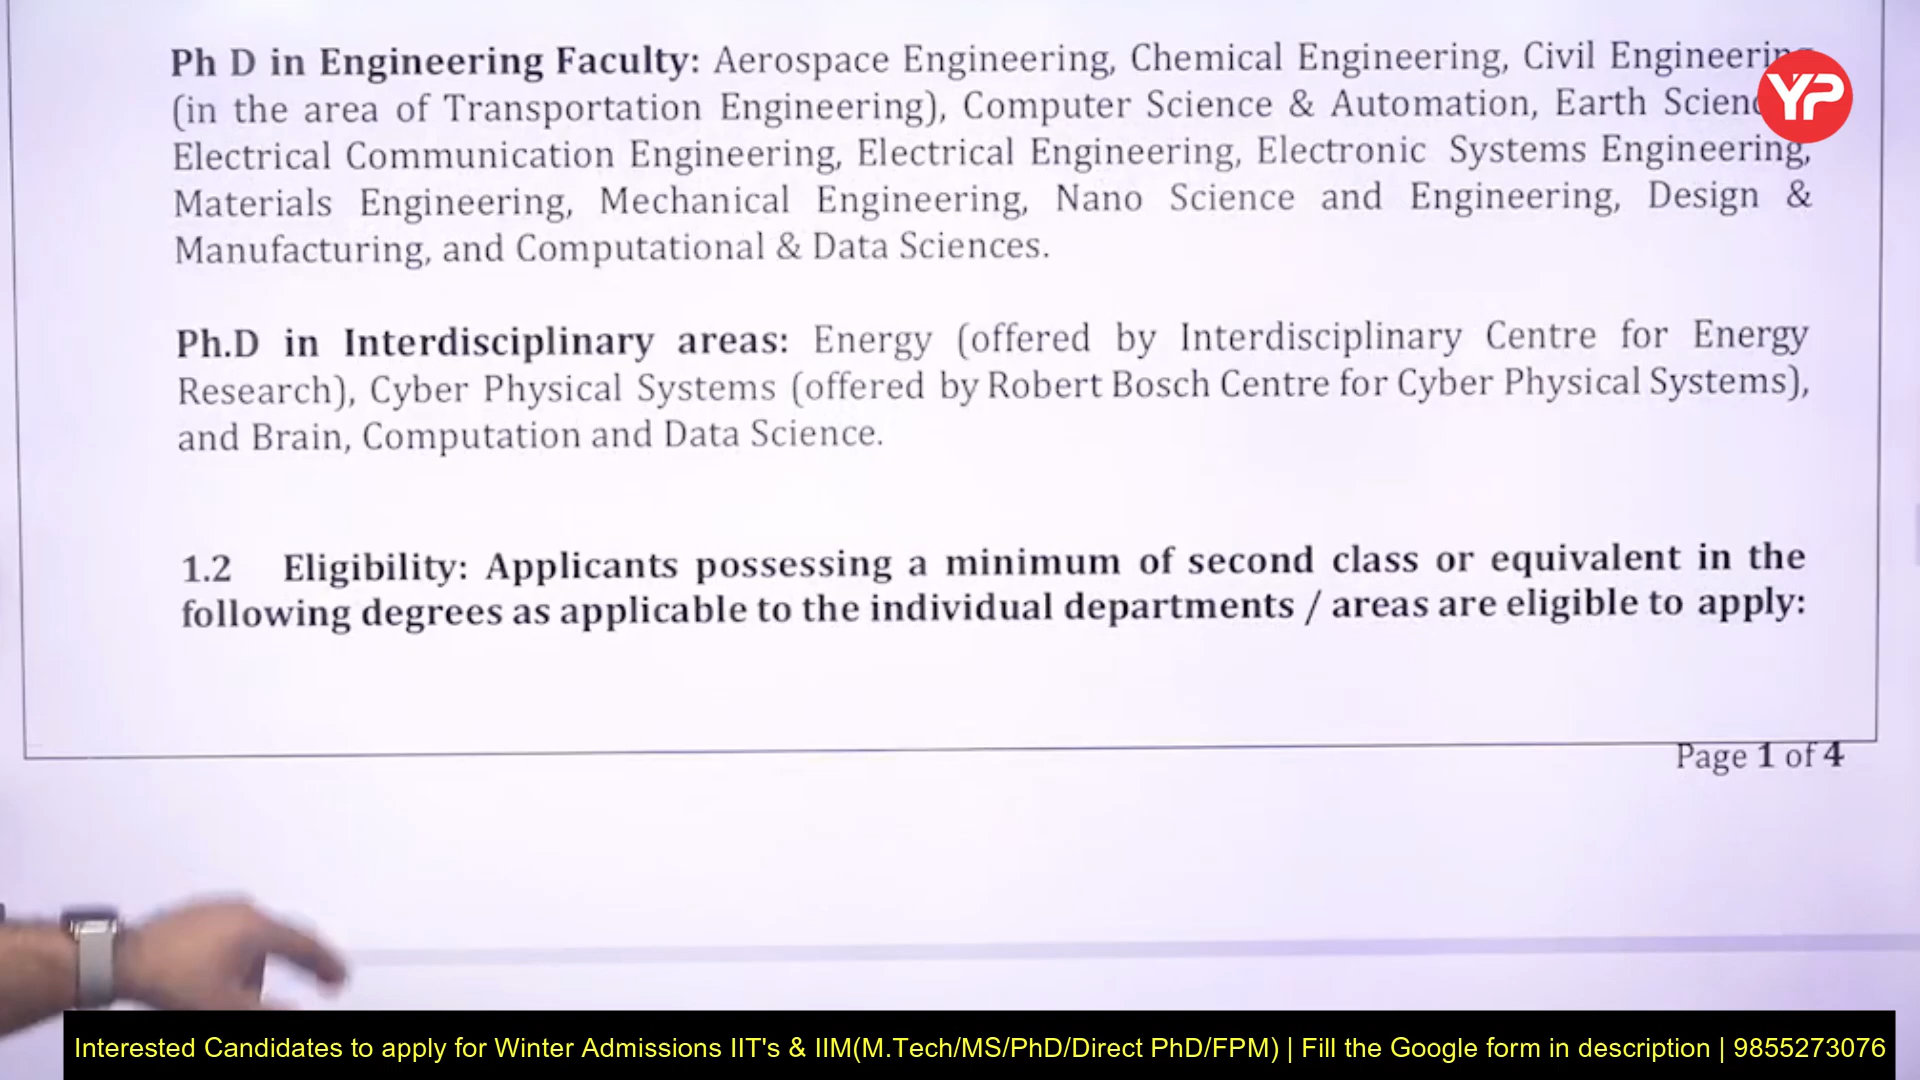 Ph D in Engineering Faculty: Aerospace Engineering, Chemical Engineering, Civil
(in the area of Transportation Engineering), Computer Science & Automation, Earth
Electrical Communication Engineering, Electrical Engineering, Electronic Systems Engineering,
Materials Engineering, Mechanical Engineering, Nano Science and Engineering, Design &
Manufacturing, and Computational & Data Sciences.
YP
Ph.D in Interdisciplinary areas: Energy (offered by Interdisciplinary Centre for Energy
Research), Cyber Physical Systems (offered by Robert Bosch Centre for Cyber Physical Systems),
and Brain, Computation and Data Science.
1.2 Eligibility: Applicants possessing a minimum of second class or equivalent in the
following degrees as applicable to the individual departments / areas are eligible to apply:
Page 1 of 4
Interested Candidates to apply for Winter Admissions IIT's & IIM(M.Tech/MS/PhD/Direct PhD/FPM) | Fill the Google form in description | 9855273076